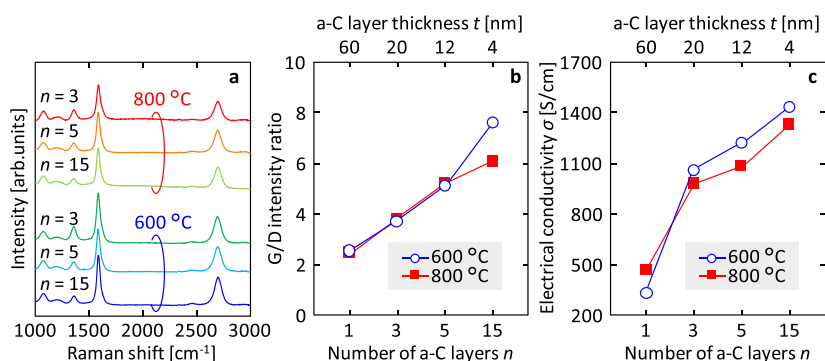 a
n = 3
800 °C
n = 5
n = 15
n = 3
600 °C
n = 5
n = 15
Intensity [arb.units]
1000 1500 2000 2500 3000
Raman shift [cm-1]
a-C layer thickness t [nm]
60 20 12 4
b
10
8
6
4
2
0
G/D intensity ratio
600 °C
800 °C
1 3 5 15
Number of a-C layers n
a-C layer thickness t [nm]
60 20 12 4
c
1700
1400
1100
800
500
200
Electrical conductivity σ [S/cm]
600 °C
800 °C
1 3 5 15
Number of a-C layers n